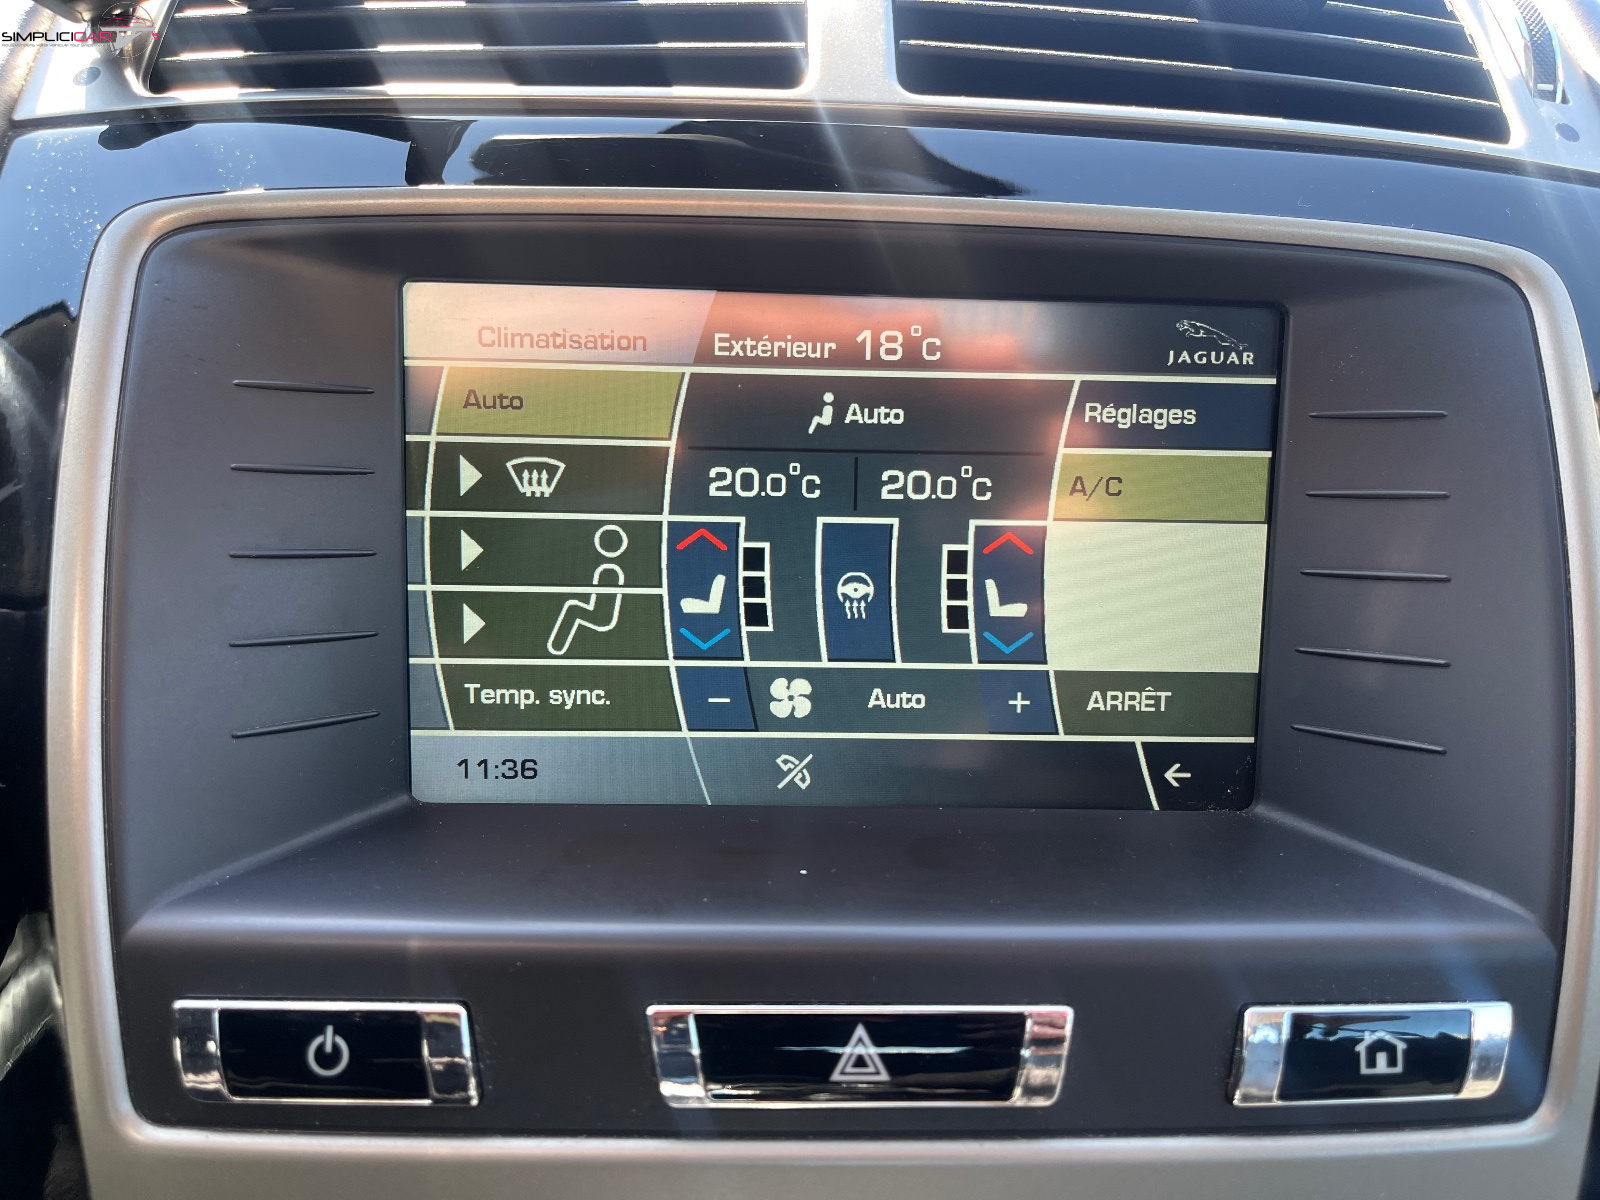 SIMPLICICAR
Climatisation
Extérieur 18°C
JAGUAR
Auto
Auto
Réglages
20.0°C
20.0°C
A/C
Temp. sync.
Auto
ARRÊT
11:36